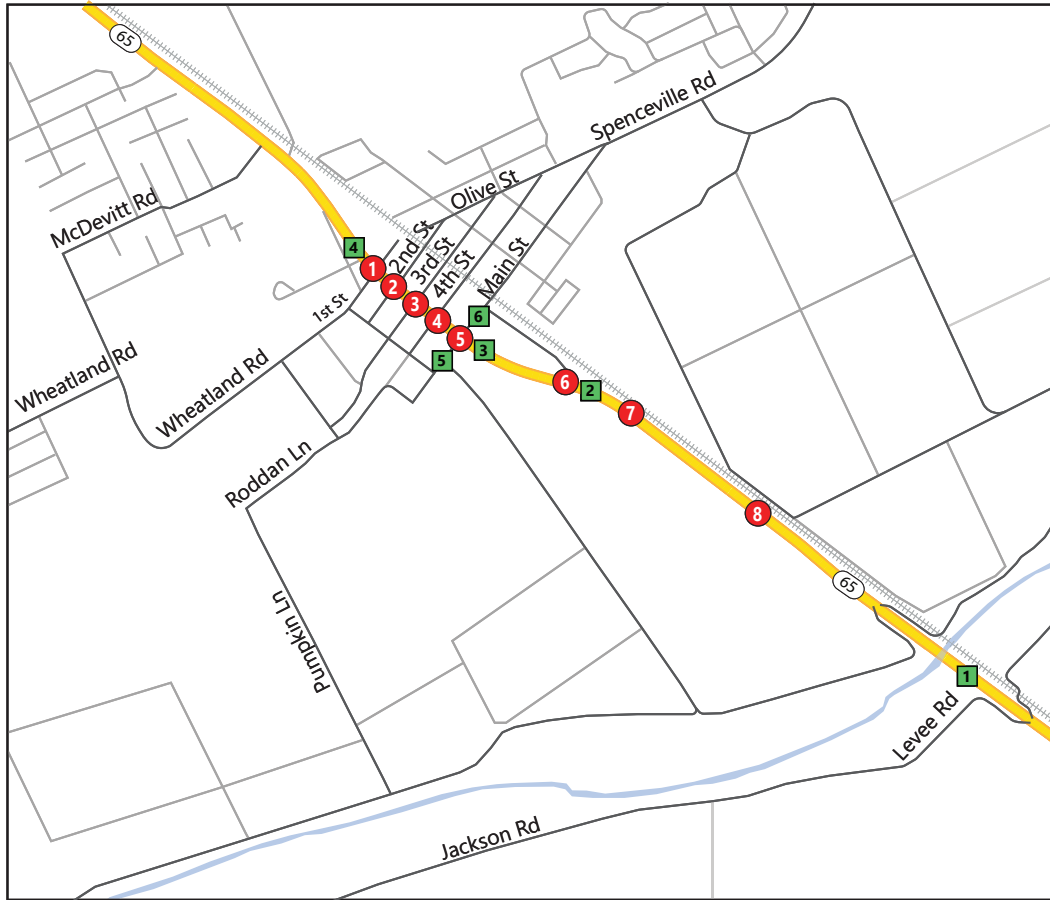 65
Spenceville Rd
Olive St
McDevitt Rd
2nd St
3rd St
4th St
Main St
1st St
4
1
2
3
4
5
6
3
5
Wheatland Rd
Wheatland Rd
6
2
7
Roddan Ln
8
65
Pumpkin Ln
1
Levee Rd
Jackson Rd